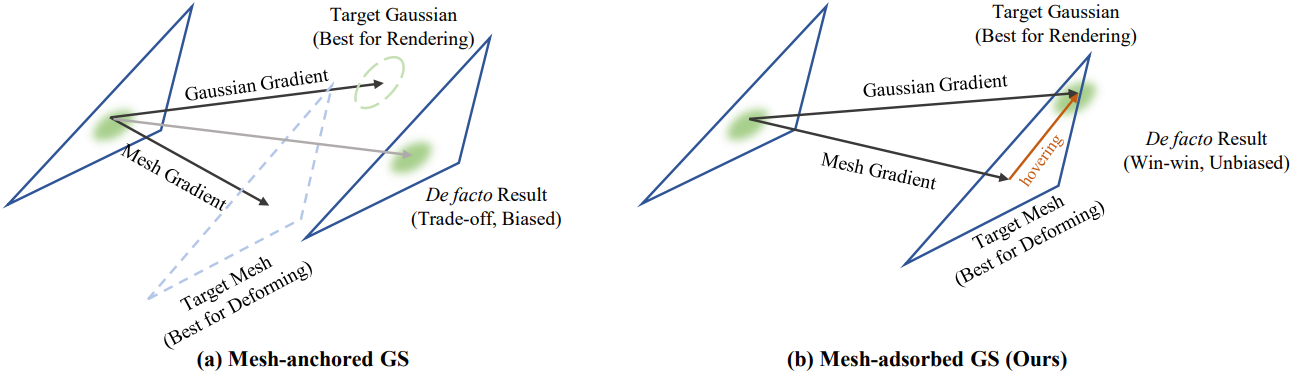 Target Gaussian
(Best for Rendering)
Gaussian Gradient
Mesh Gradient
De facto Result
(Trade-off, Biased)
Target Mesh
(Best for Deforming)
(a) Mesh-anchored GS
Target Gaussian
(Best for Rendering)
Gaussian Gradient
Mesh Gradient
hovering
De facto Result
(Win-win, Unbiased)
Target Mesh
(Best for Deforming)
(b) Mesh-adsorbed GS (Ours)